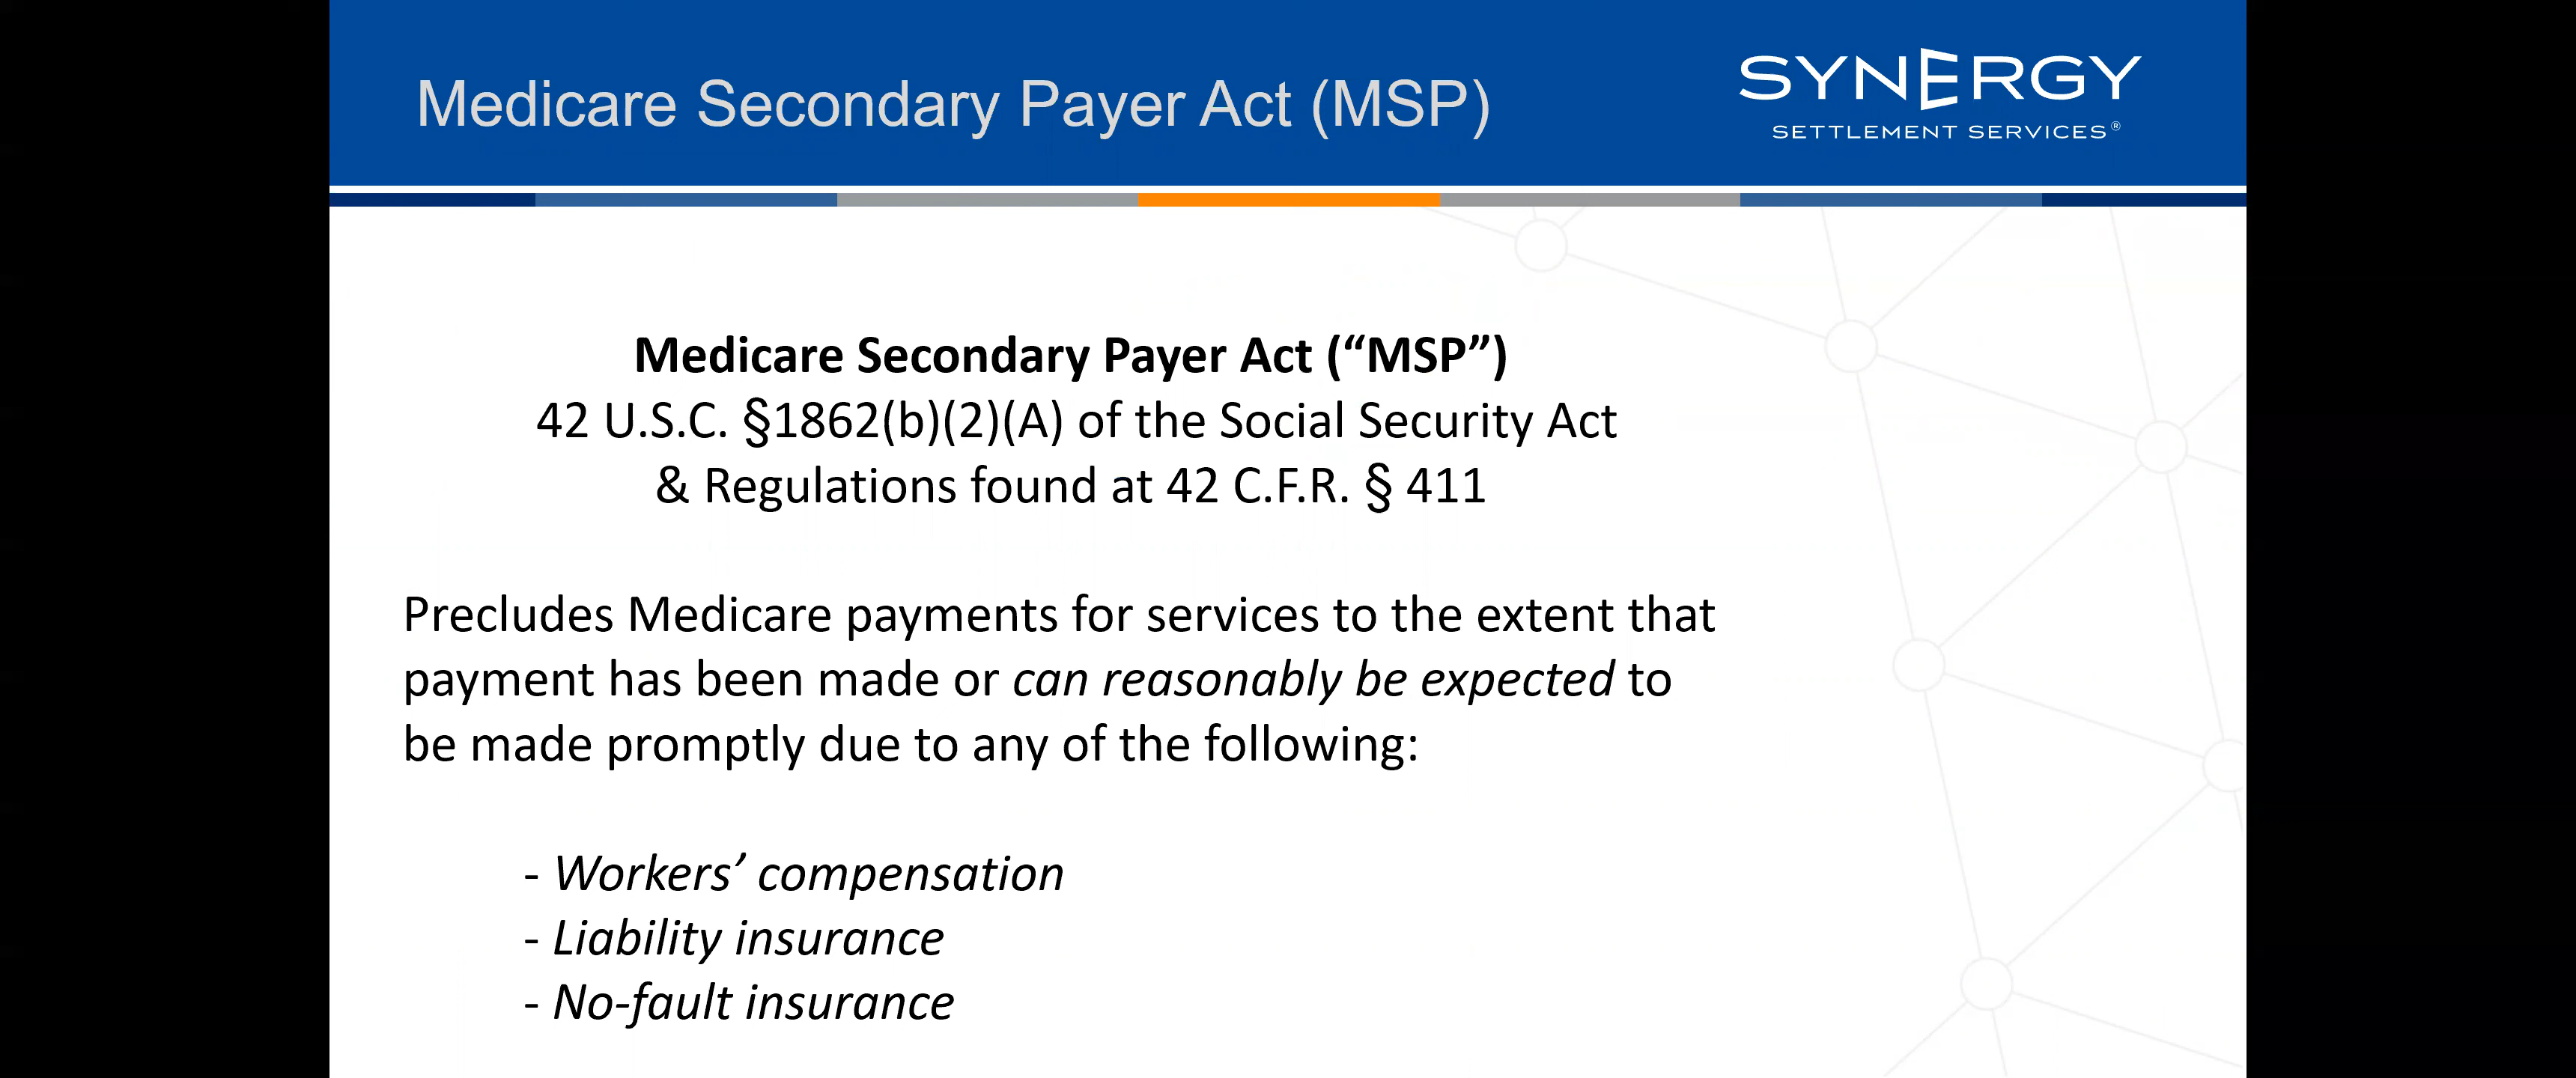 Medicare Secondary Payer Act (MSP)
SYNERGY
SETTLEMENT SERVICES®
Medicare Secondary Payer Act (“MSP”)
42 U.S.C. §1862(b)(2)(A) of the Social Security Act
& Regulations found at 42 C.F.R. § 411
Precludes Medicare payments for services to the extent that
payment has been made or can reasonably be expected to
be made promptly due to any of the following:
- Workers’ compensation
- Liability insurance
- No-fault insurance